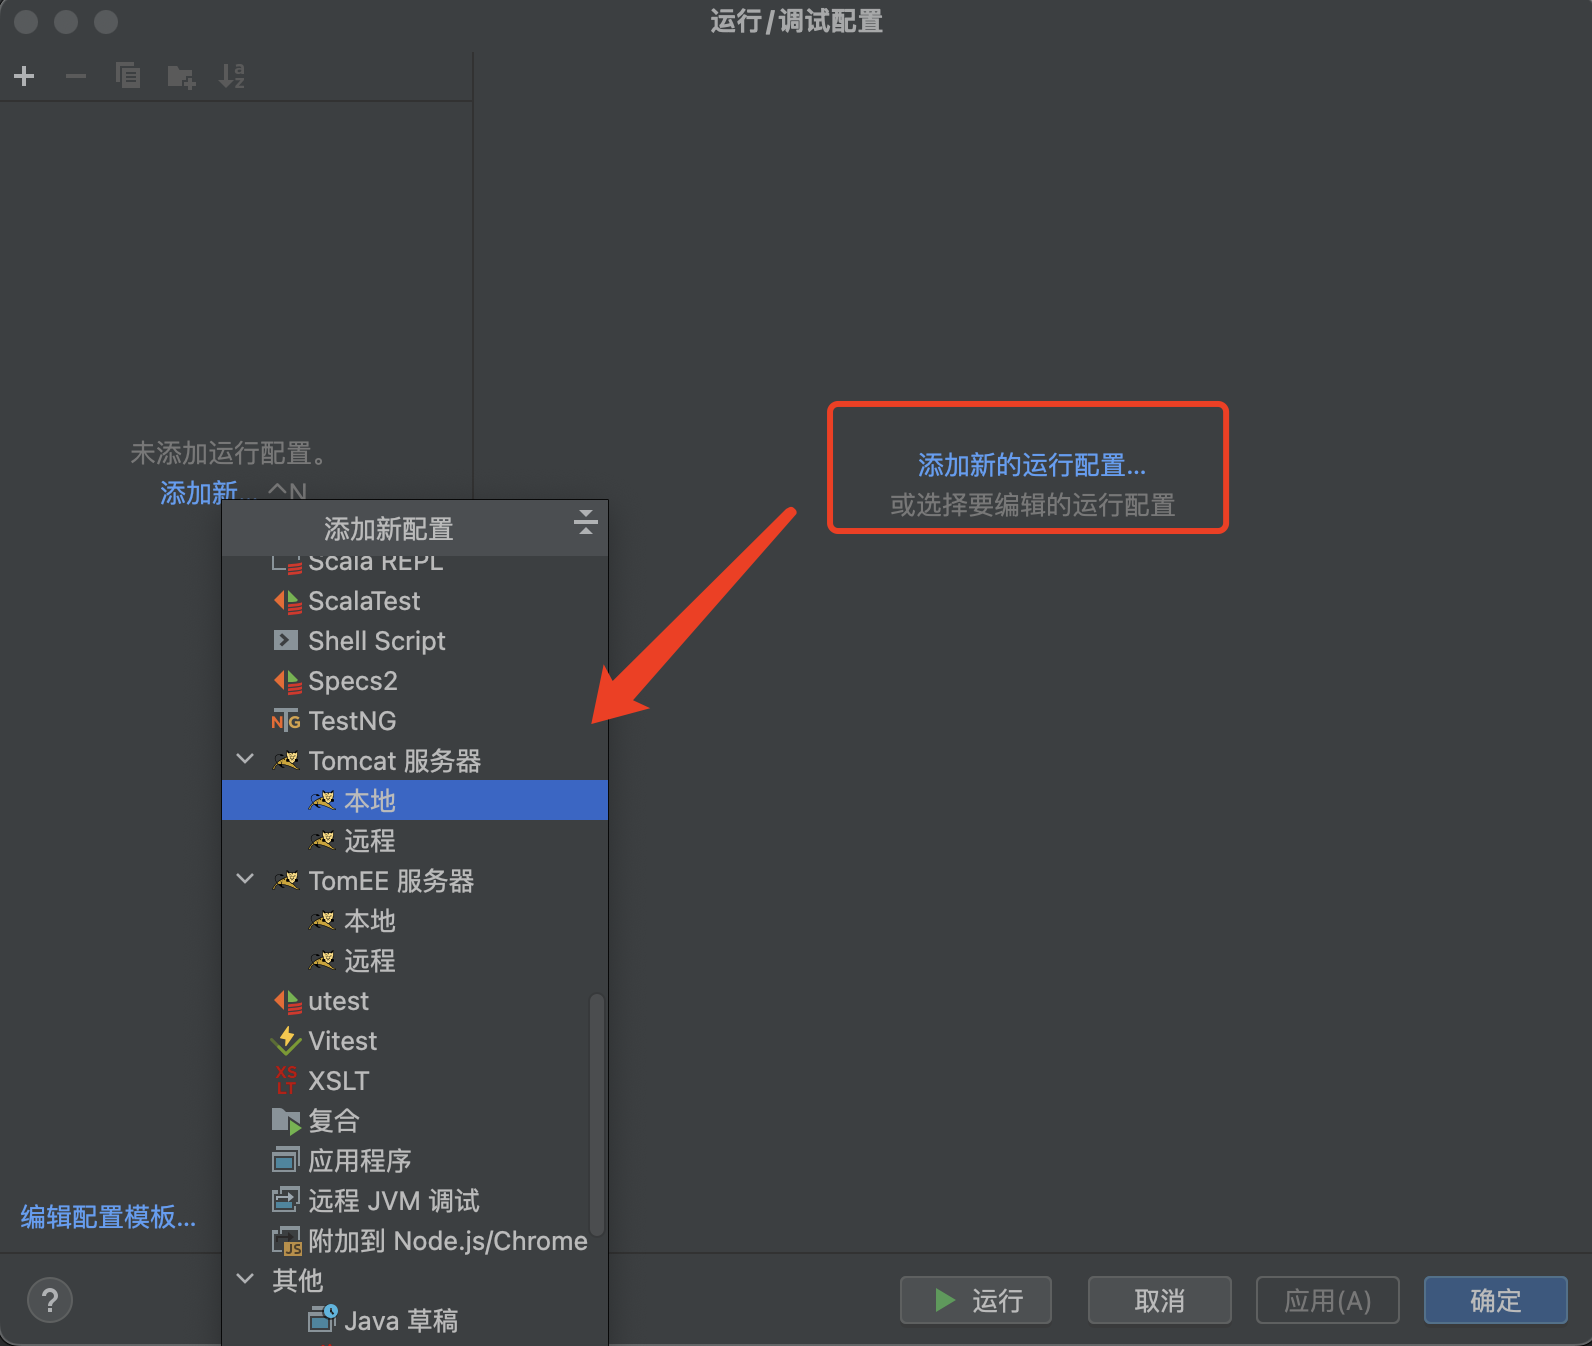 运行/调试配置
未添加运行配置。
添加新... ^N
添加新的运行配置...
或选择要编辑的运行配置
添加新配置
Scala REPL
ScalaTest
Shell Script
Specs2
TestNG
Tomcat 服务器
本地
远程
TomEE 服务器
本地
远程
utest
Vitest
XSLT
复合
应用程序
远程 JVM 调试
附加到 Node.js/Chrome
其他
Java 草稿
编辑配置模板...
?
运行
取消
应用(A)
确定